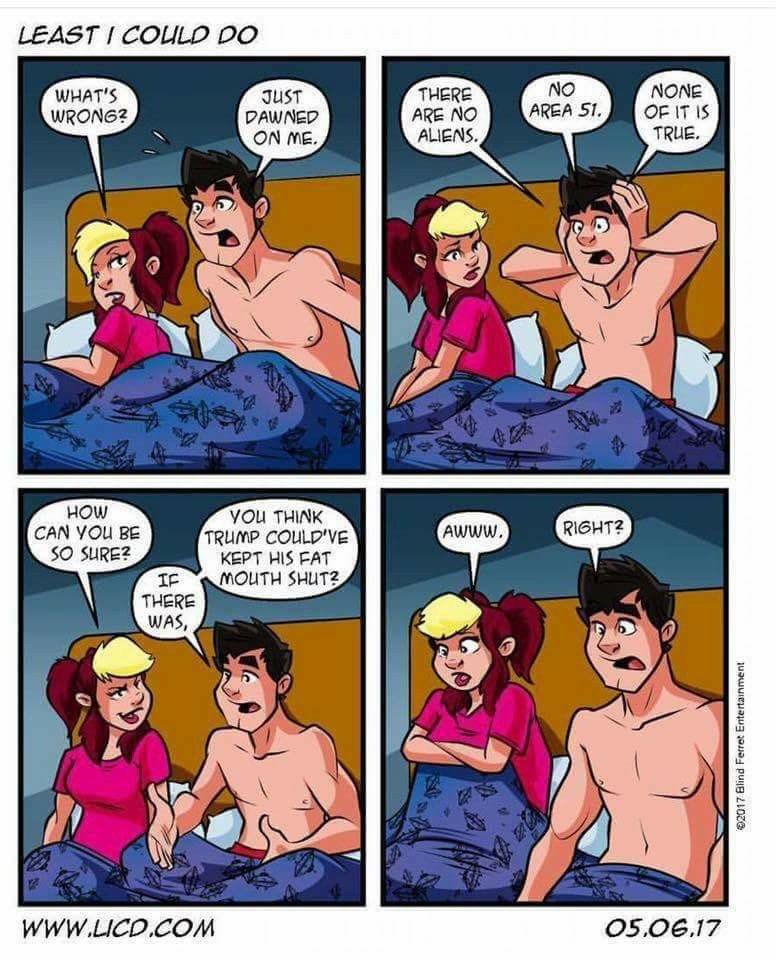 LEAST I COULD DO
WHAT'S
WRONG?
JUST
DAWNED
ON ME.
THERE
ARE NO
ALIENS.
NO
AREA 51.
NONE
OF IT IS
TRUE.
HOW
CAN YOU BE
SO SURE?
IF
THERE
WAS,
YOU THINK
TRUMP COULD'VE
KEPT HIS FAT
MOUTH SHUT?
AWWW.
RIGHT?
©2017 Blind Ferret Entertainment
WWW.LICD.COM
05.06.17